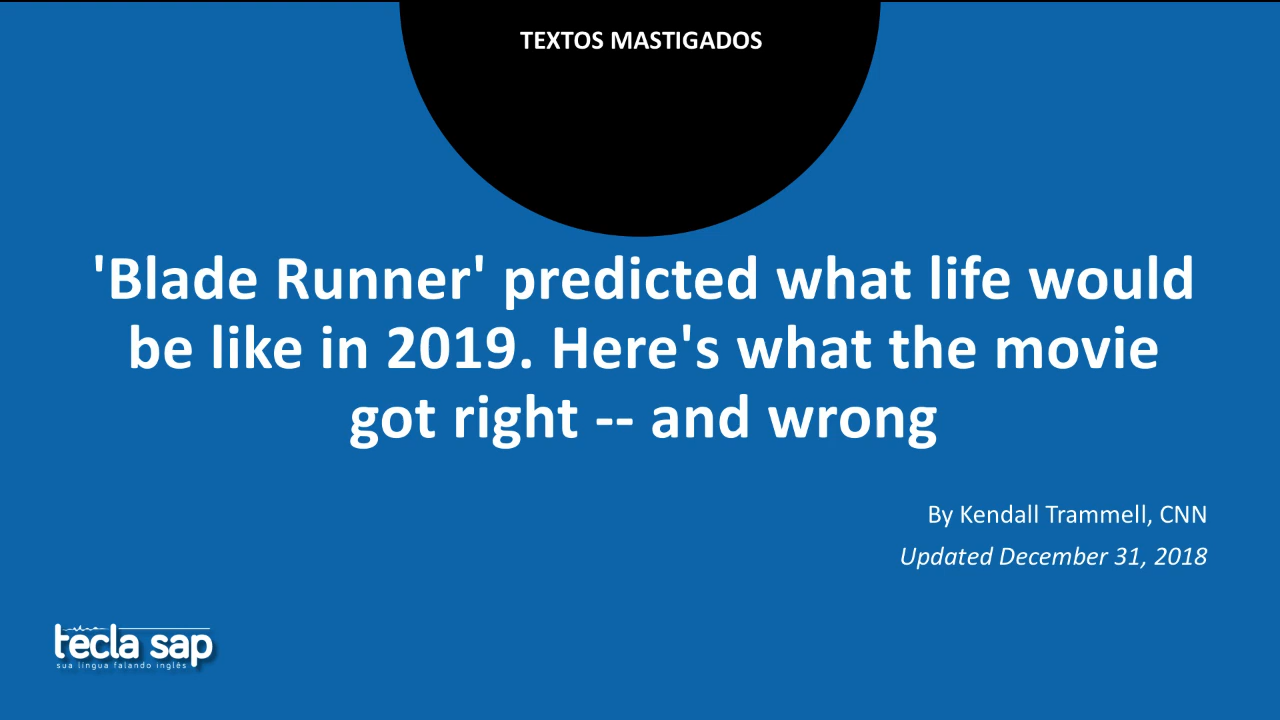 TEXTOS MASTIGADOS
'Blade Runner' predicted what life would
be like in 2019. Here's what the movie
got right -- and wrong
By Kendall Trammell, CNN
Updated December 31, 2018
tecla sap
sua língua falando inglês